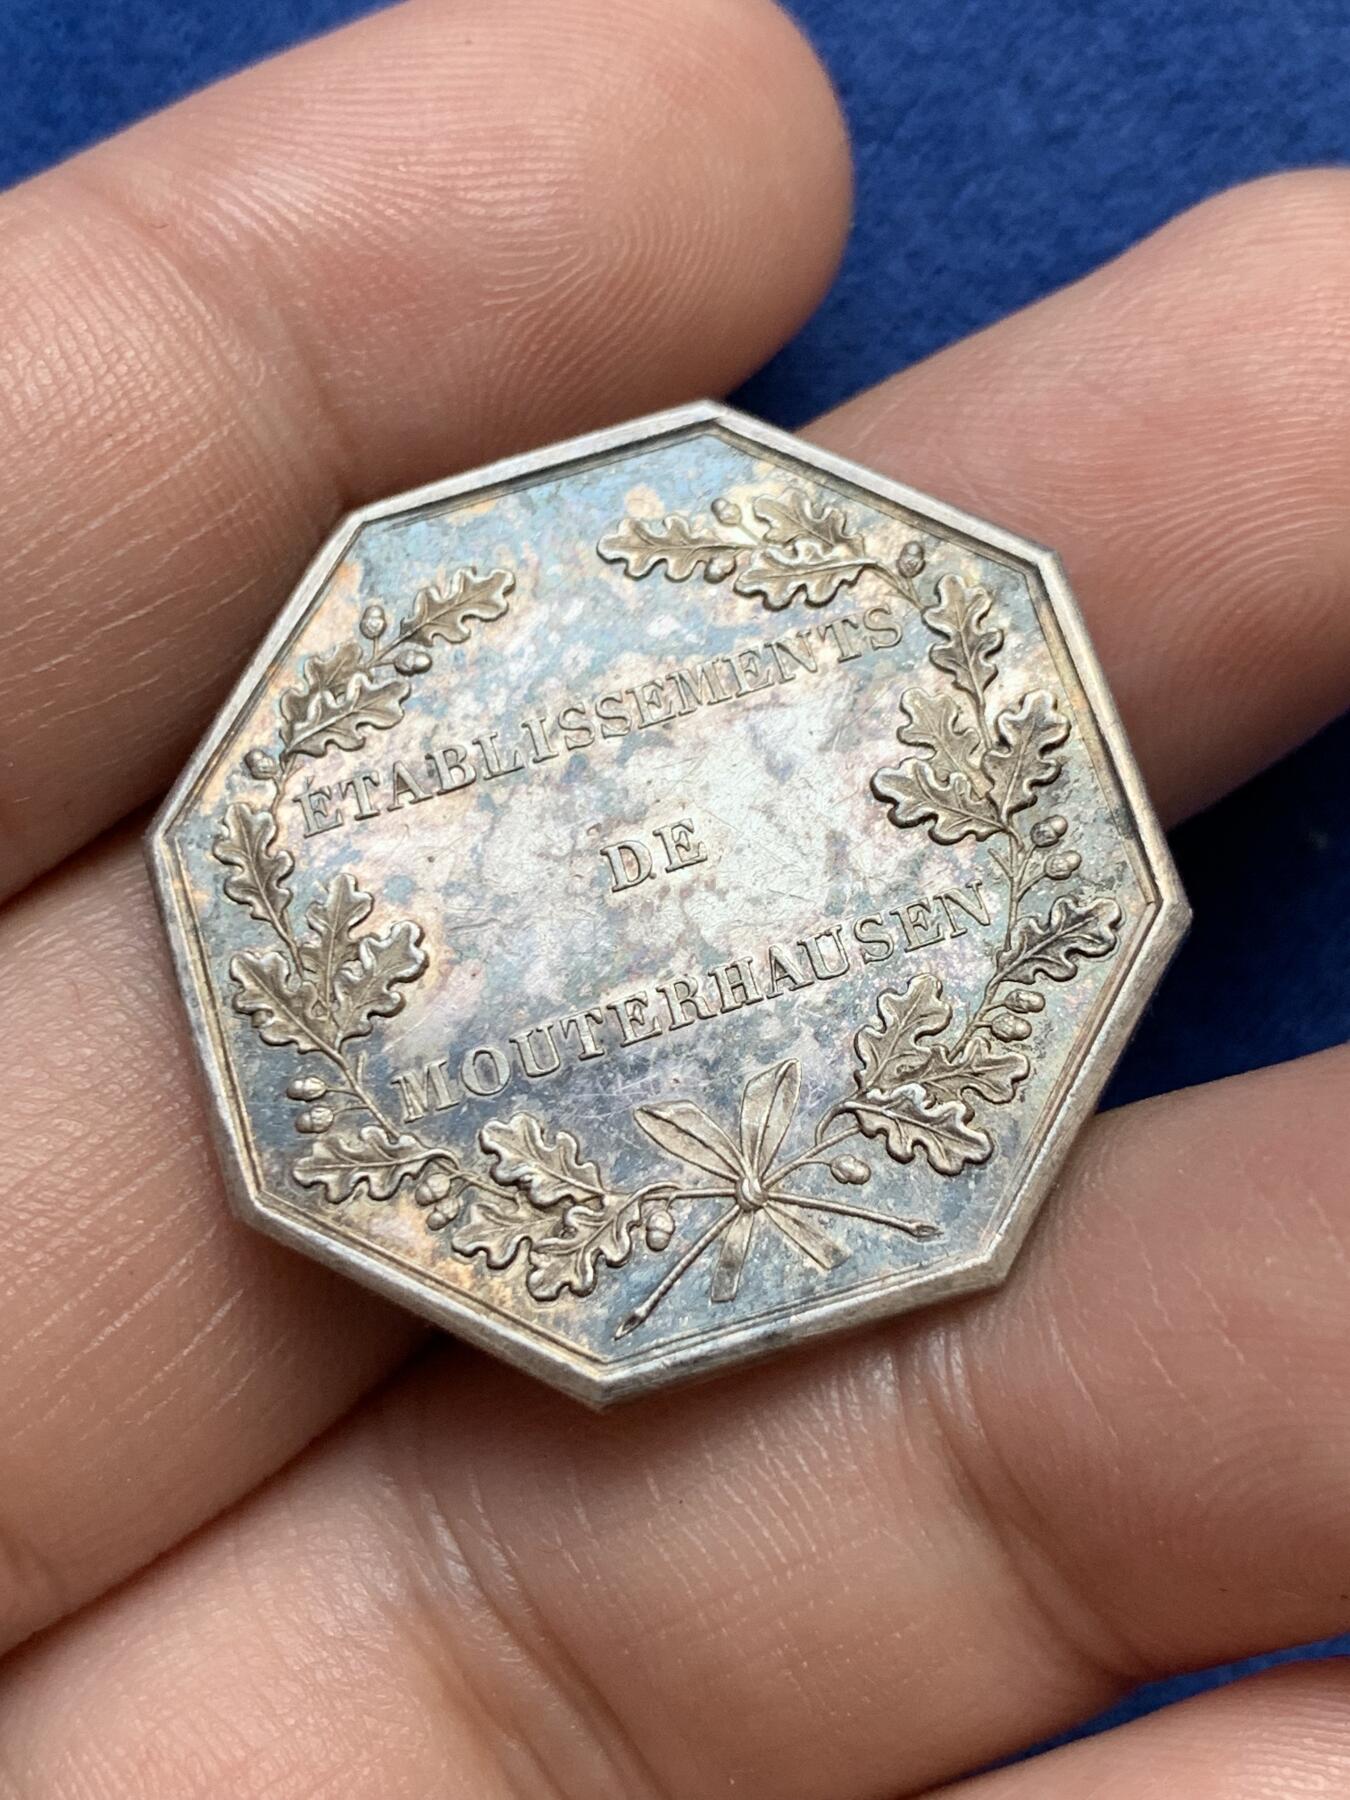 ÉTABLISSEMENTS
DE
MOUTERHAUSEN